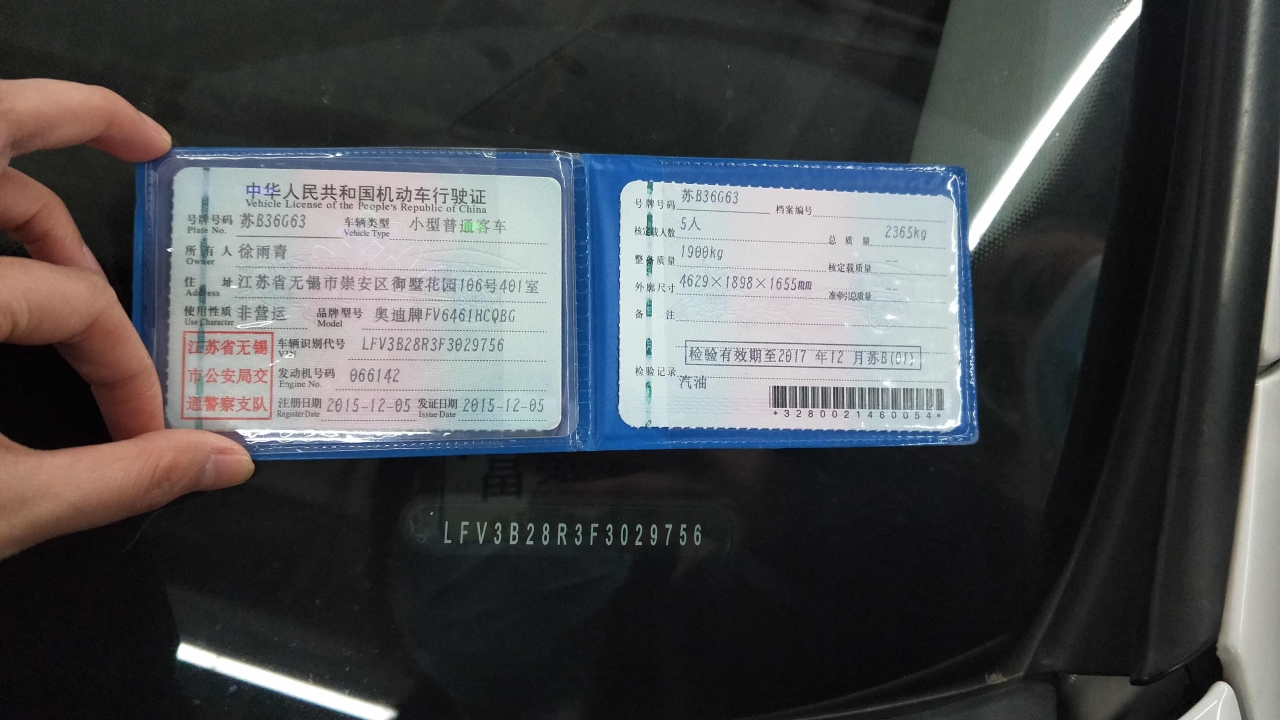 中华人民共和国机动车行驶证
Vehicle License of the People's Republic of China
号牌号码 苏B36G63 车辆类型 小型普通客车
Plate No. Vehicle Type
所有人 徐雨青
Owner
住址 江苏省无锡市崇安区御墅花园106号401室
Address
使用性质 非营运 品牌型号 奥迪牌FV6461HCQBG
Use Character Model
江苏省无锡
市公安局交
通警察支队
车辆识别代号 LFV3B28R3F3029756
VIN
发动机号码 066142
Engine No.
注册日期 2015-12-05 发证日期 2015-12-05
Register Date Issue Date
号牌号码 苏B36G63 档案编号
核定载人数 5人 总质量 2365kg
整备质量 1900kg 核定载质量 --
外廓尺寸 4629×1898×1655mm 准牵引总质量 --
备注
检验有效期至2017 年12 月苏B(01)
检验记录
汽油
*3280021460054*
LFV3B28R3F3029756